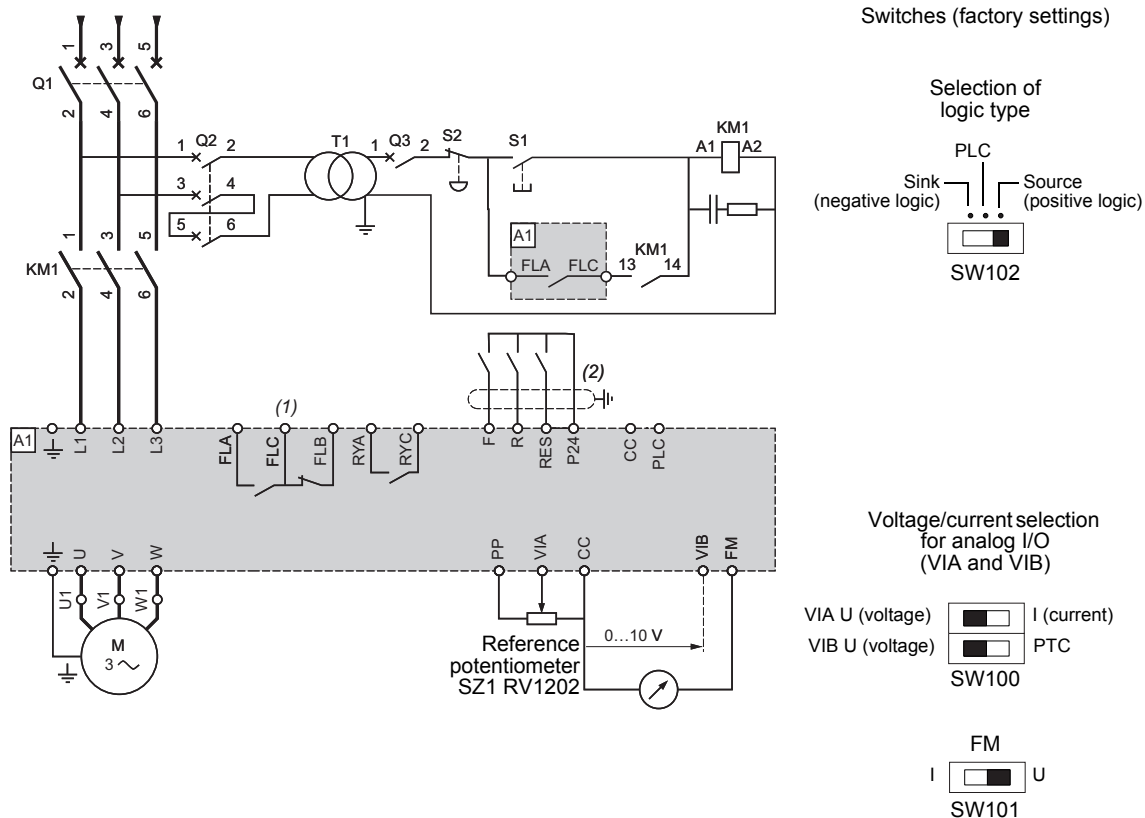 Switches (factory settings)
Selection of
logic type
PLC
Sink
(negative logic)
Source
(positive logic)
SW102
1 3 5
Q1
2 4 6
1 Q2 2
3 4
5 6
T1
1 Q3 2
S2
S1
KM1
A1 A2
A1
FLA FLC
KM1
13 14
1 3 5
KM1
2 4 6
(1)
(2)
A1
L1 L2 L3 FLA FLC FLB RYA RYC F R RES P24 CC PLC
U V W PP VIA CC VIB FM
U1 V1 W1
M
3
0...10 V
Reference
potentiometer
SZ1 RV1202
Voltage/current selection
for analog I/O
(VIA and VIB)
VIA U (voltage) I (current)
VIB U (voltage) PTC
SW100
FM
I U
SW101